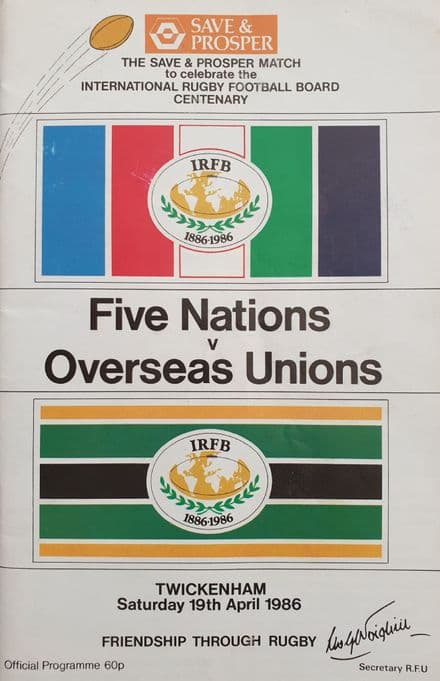 SAVE &
PROSPER
THE SAVE & PROSPER MATCH
to celebrate the
INTERNATIONAL RUGBY FOOTBALL BOARD
CENTENARY
IRFB
1886·1986
Five Nations
v
Overseas Unions
IRFB
1886·1986
TWICKENHAM
Saturday 19th April 1986
FRIENDSHIP THROUGH RUGBY
Official Programme 60p
Secretary R.F.U